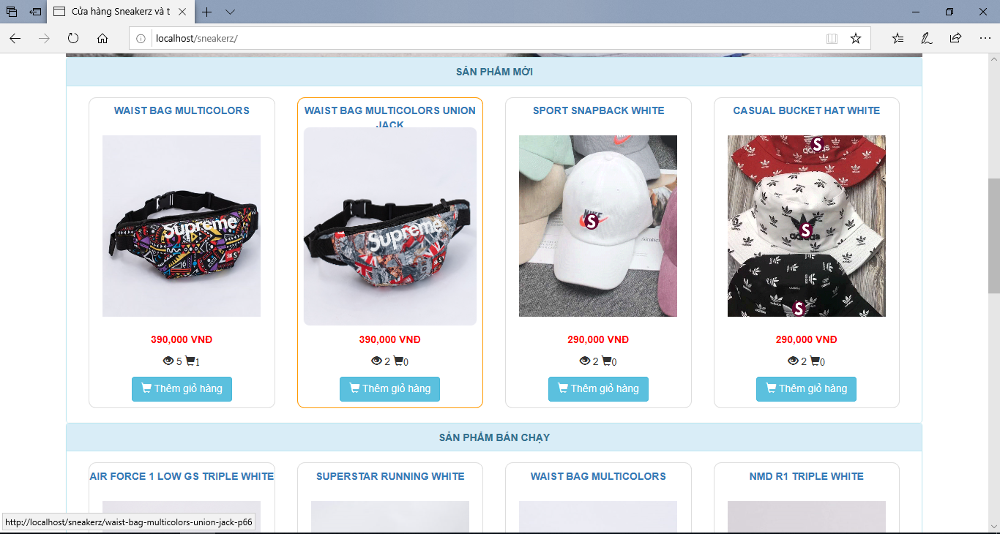 Cửa hàng Sneakerz và t
localhost/sneakerz/
SẢN PHẨM MỚI
WAIST BAG MULTICOLORS
WAIST BAG MULTICOLORS UNION
JACK
SPORT SNAPBACK WHITE
CASUAL BUCKET HAT WHITE
Supreme
Supreme
NIKE
S
adidas
S
adidas
S
S
390,000 VNĐ
390,000 VNĐ
290,000 VNĐ
290,000 VNĐ
5 1
2 0
2 0
2 0
Thêm giỏ hàng
Thêm giỏ hàng
Thêm giỏ hàng
Thêm giỏ hàng
SẢN PHẨM BÁN CHẠY
AIR FORCE 1 LOW GS TRIPLE WHITE
SUPERSTAR RUNNING WHITE
WAIST BAG MULTICOLORS
NMD R1 TRIPLE WHITE
http://localhost/sneakerz/waist-bag-multicolors-union-jack-p66